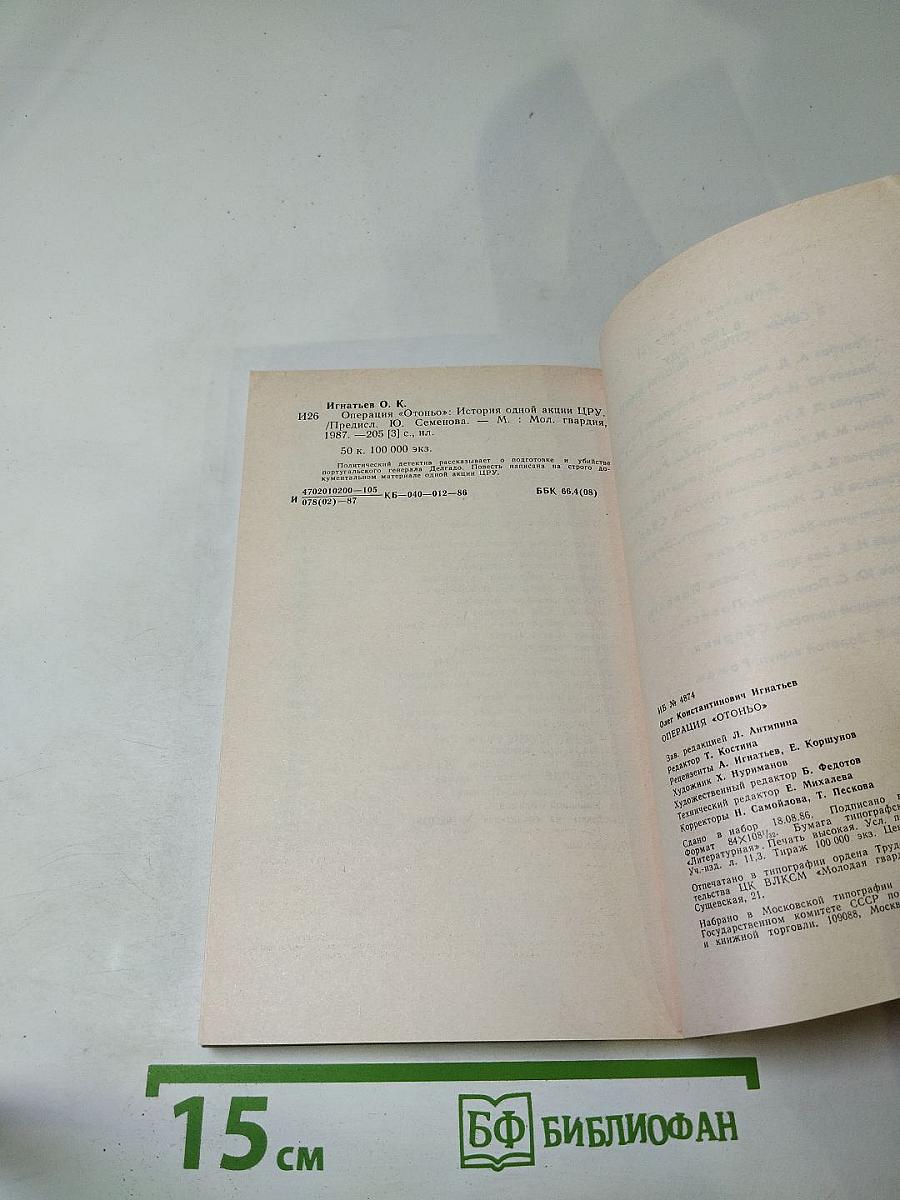 Игнатьев О. К.
И26 Операция «Отоньо»: История одной акции ЦРУ.
/Предисл. Ю. Семенова. — М. : Мол. гвардия,
1987. —205 [3] с., ил.
50 к. 100 000 экз.
Политический детектив рассказывает о подготовке и убийстве
португальского генерала Делгадо. Повесть написана на строго до-
кументальном материале одной акции ЦРУ.
И 4702010200—105
078(02)—87
КБ—040—012—86
ББК 66.4(08)
ИБ № 4874
Олег Константинович Игнатьев
ОПЕРАЦИЯ «ОТОНЬО»
Зав. редакцией Л. Антипина
Редактор Т. Костина
Рецензенты А. Игнатьев, Е. Коршунов
Художник Х. Нуриманов
Художественный редактор Б. Федотов
Технический редактор Е. Михалева
Корректоры Н. Самойлова, Т. Пескова
Сдано в набор 18.08.86. Подписано
Формат 84×108¹/₃₂. Бумага типографск
«Литературная». Печать высокая. Усл. п
Уч.-изд. л. 11,3. Тираж 100 000 экз. Це
Отпечатано в типографии ордена Труд
тельства ЦК ВЛКСМ «Молодая гвард
Сущевская, 21.
Набрано в Московской типографии
Государственном комитете СССР по
и книжной торговли. 109088, Москв
15 см
БФ БИБЛИОФАН